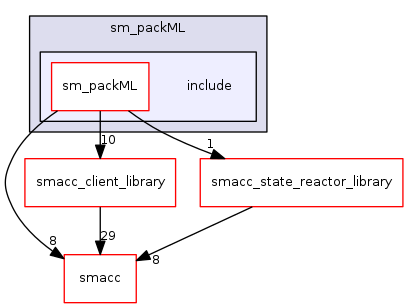 sm_packML
sm_packML
include
10
1
smacc_client_library
smacc_state_reactor_library
8
29
8
smacc